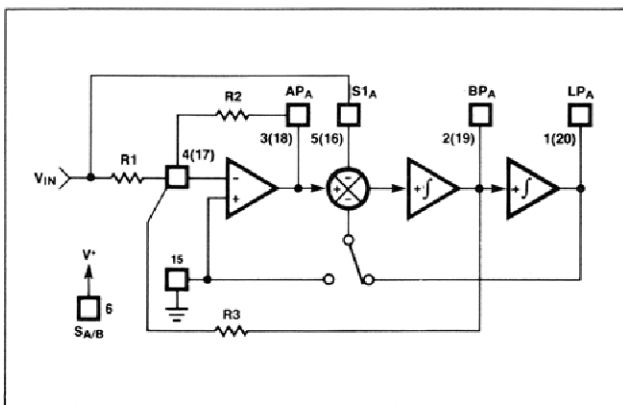 AP_A
S1_A
BP_A
LP_A
R2
3(18)
5(16)
2(19)
1(20)
R1
4(17)
V_IN
−
+
+
−
−
+∫
+∫
V+
15
6
S_A/B
R3